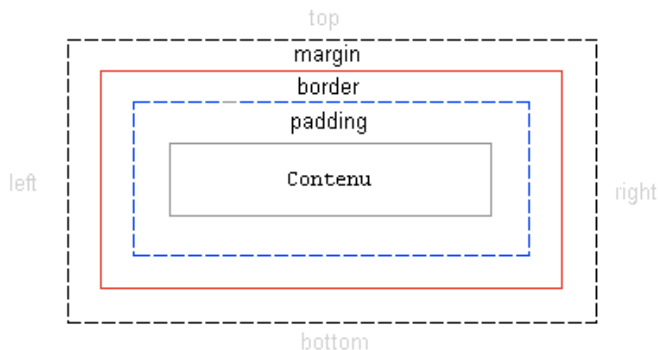 top
margin
border
padding
Contenu
left
right
bottom